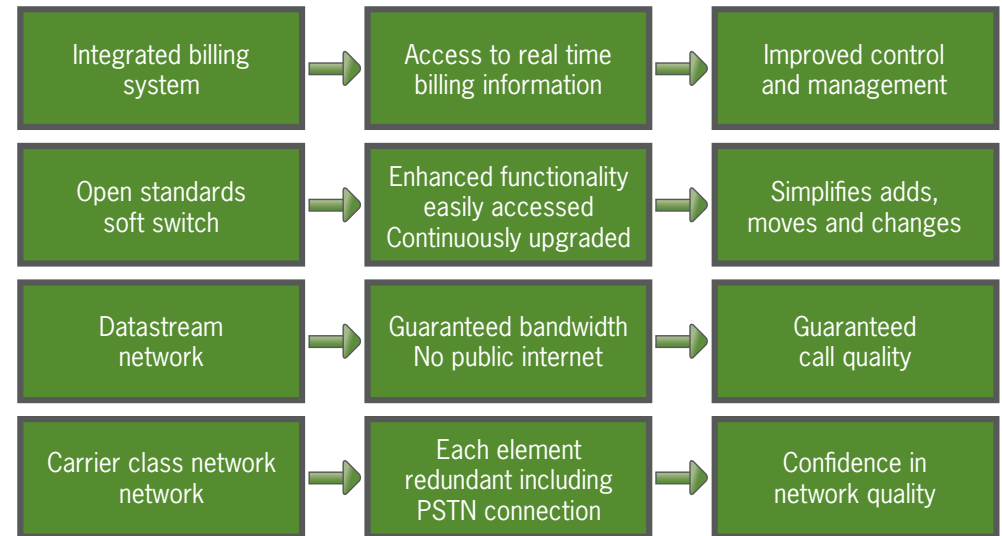 Integrated billing
system
Access to real time
billing information
Improved control
and management
Open standards
soft switch
Enhanced functionality
easily accessed
Continuously upgraded
Simplifies adds,
moves and changes
Datastream
network
Guaranteed bandwidth
No public internet
Guaranteed
call quality
Carrier class network
network
Each element
redundant including
PSTN connection
Confidence in
network quality